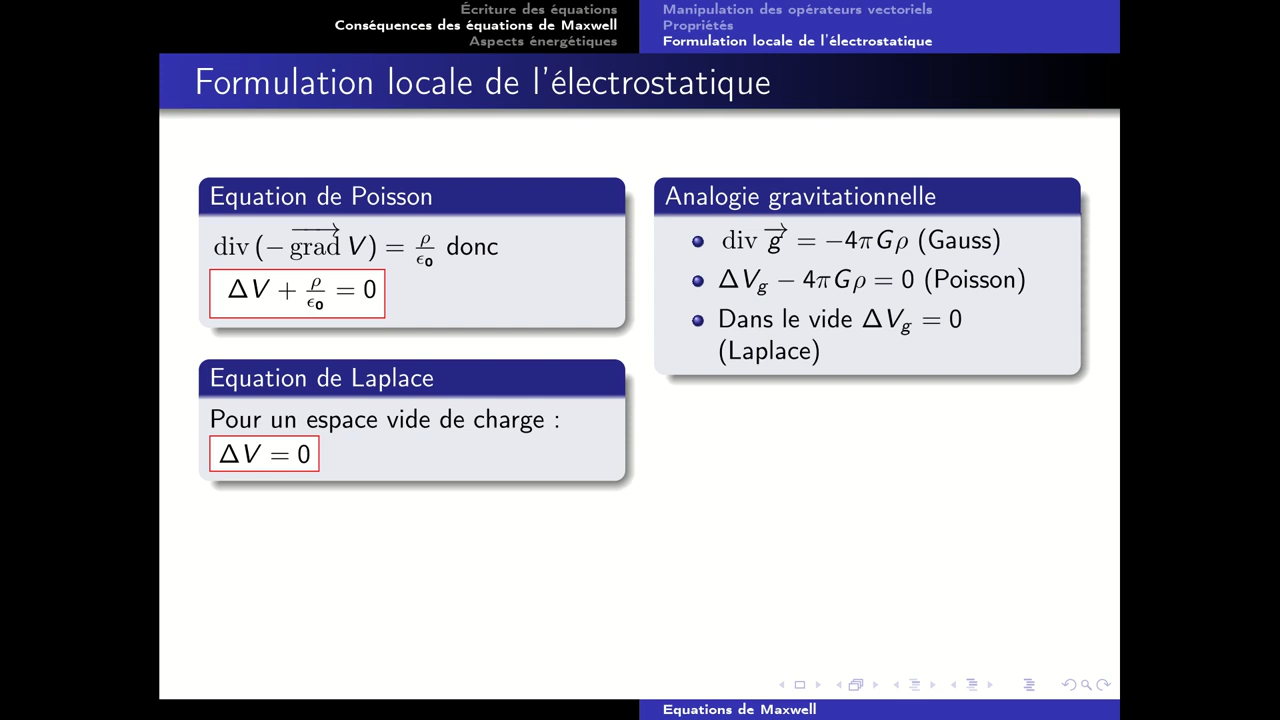 Écriture des équations
Conséquences des équations de Maxwell
Aspects énergétiques
Manipulation des opérateurs vectoriels
Propriétés
Formulation locale de l'électrostatique
Formulation locale de l'électrostatique
Equation de Poisson
div (− grad⃗ V) = ρ/ϵ₀ donc
ΔV + ρ/ϵ₀ = 0
Equation de Laplace
Pour un espace vide de charge :
ΔV = 0
Analogie gravitationnelle
div g⃗ = −4πGρ (Gauss)
ΔV_g − 4πGρ = 0 (Poisson)
Dans le vide ΔV_g = 0
(Laplace)
Equations de Maxwell